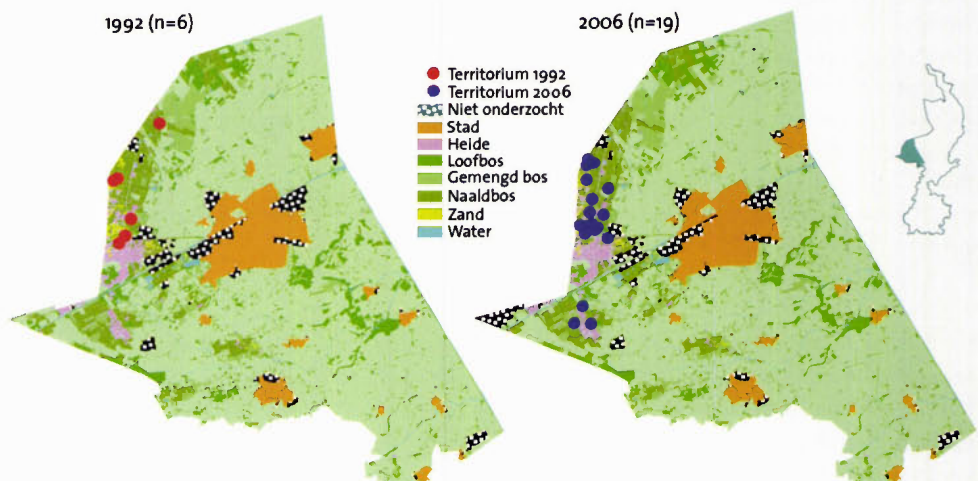 1992 (n=6)
2006 (n=19)
Territorium 1992
Territorium 2006
Niet onderzocht
Stad
Heide
Loofbos
Gemengd bos
Naaldbos
Zand
Water